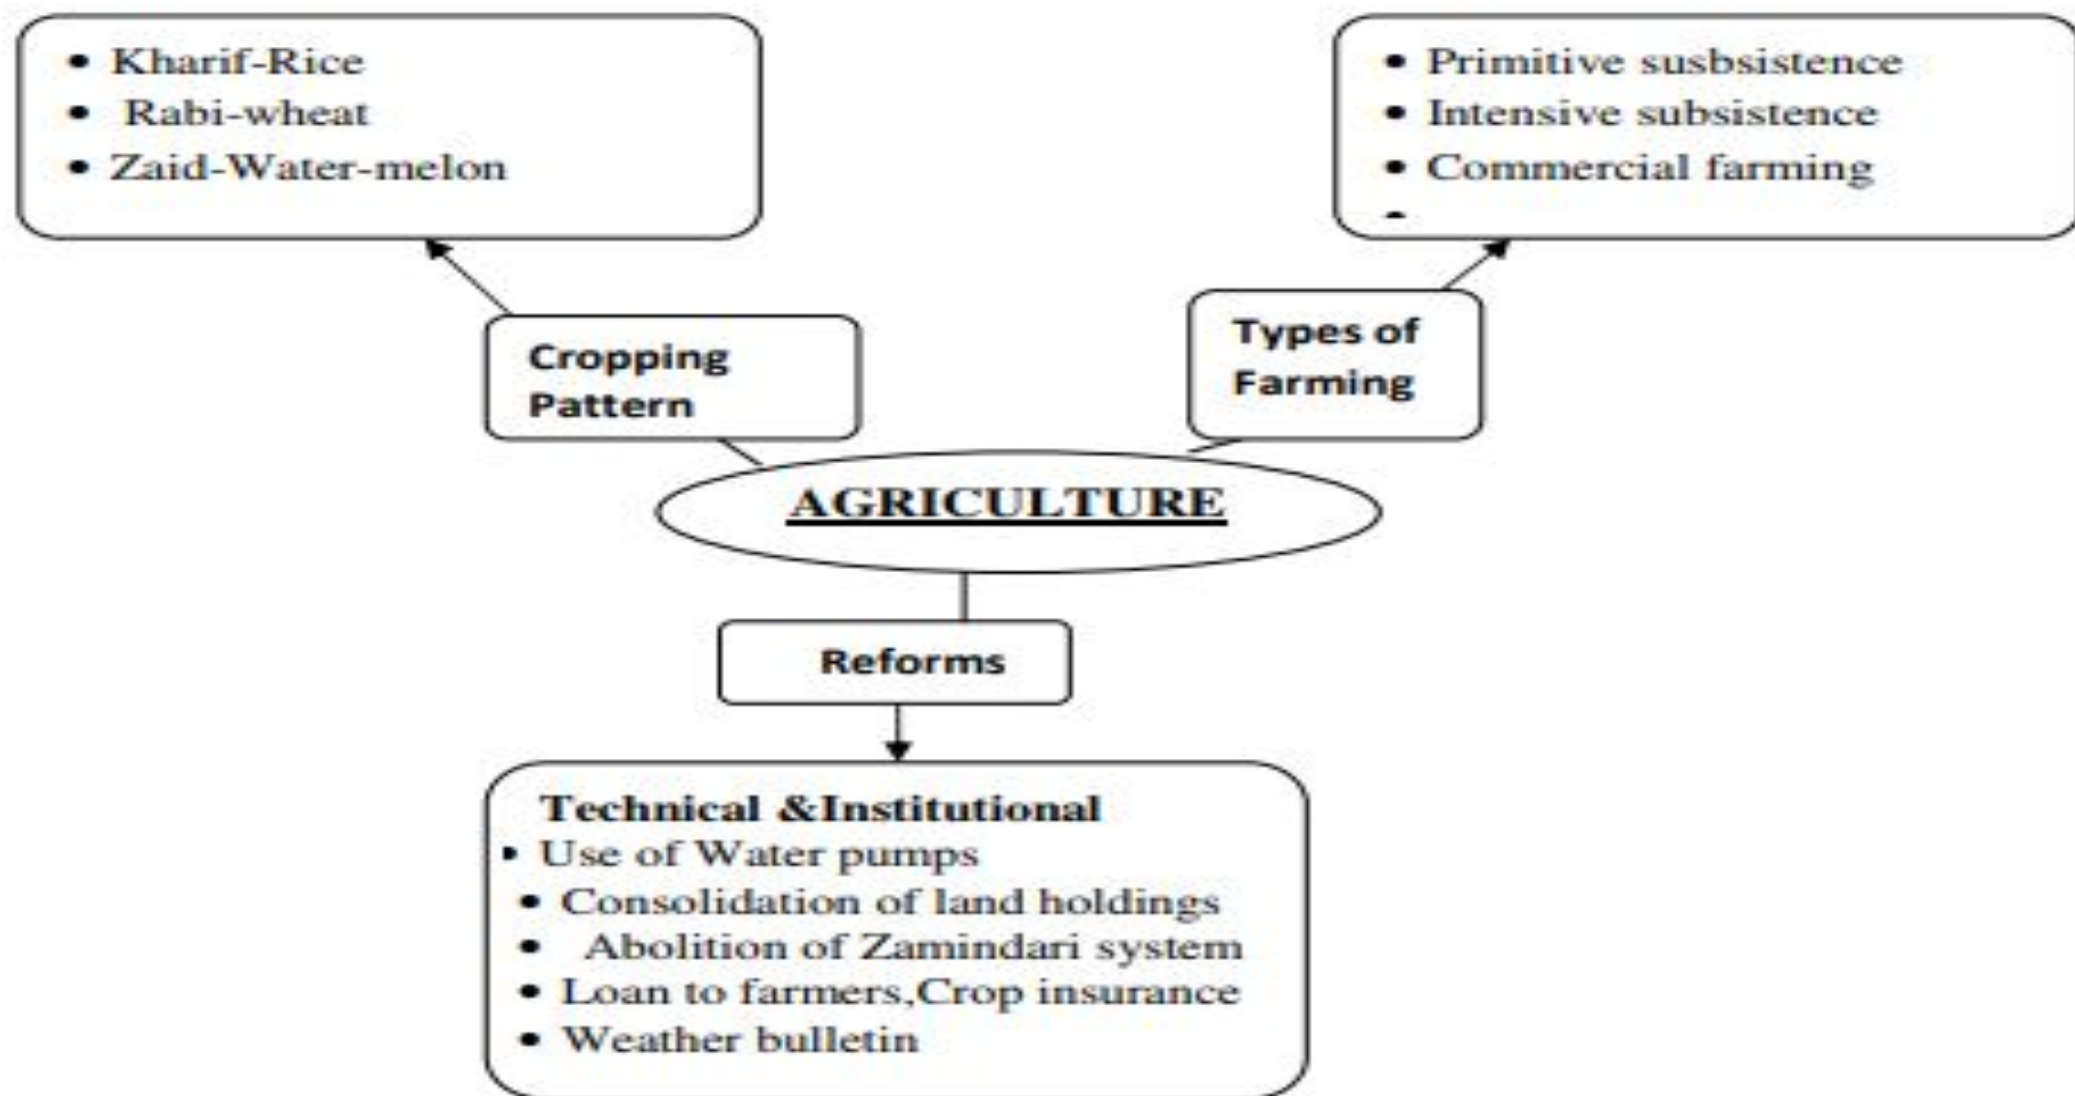 • Kharif-Rice
• Rabi-wheat
• Zaid-Water-melon
• Primitive susbsistence
• Intensive subsistence
• Commercial farming
•
Cropping
Pattern
Types of
Farming
AGRICULTURE
Reforms
Technical &Institutional
• Use of Water pumps
• Consolidation of land holdings
• Abolition of Zamindari system
• Loan to farmers,Crop insurance
• Weather bulletin